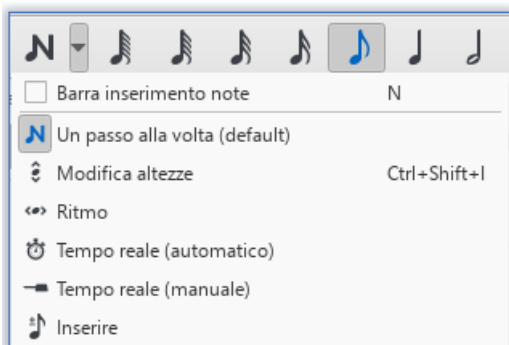 N
Barra inserimento note N
N Un passo alla volta (default)
Modifica altezze Ctrl+Shift+I
Ritmo
Tempo reale (automatico)
Tempo reale (manuale)
Inserire